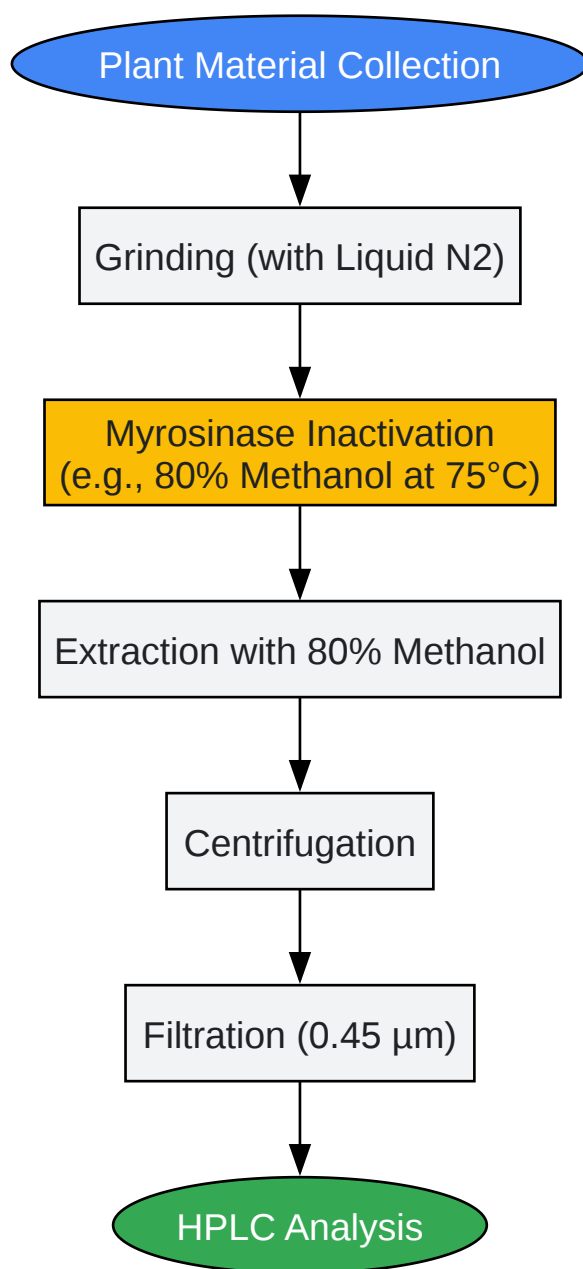 Plant Material Collection
Grinding (with Liquid N2)
Myrosinase Inactivation
(e.g., 80% Methanol at 75°C)
Extraction with 80% Methanol
Centrifugation
Filtration (0.45 µm)
HPLC Analysis